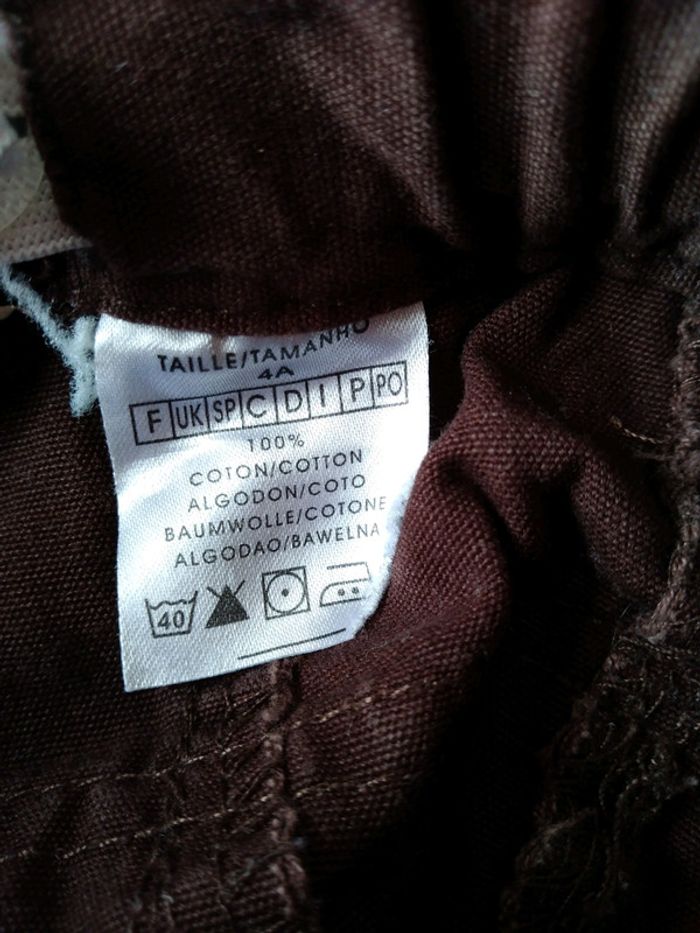 TAILLE/TAMANHO
4A
F UK SP C D I P PO
100%
COTON/COTTON
ALGODON/COTO
BAUMWOLLE/COTONE
ALGODAO/BAWELNA
40